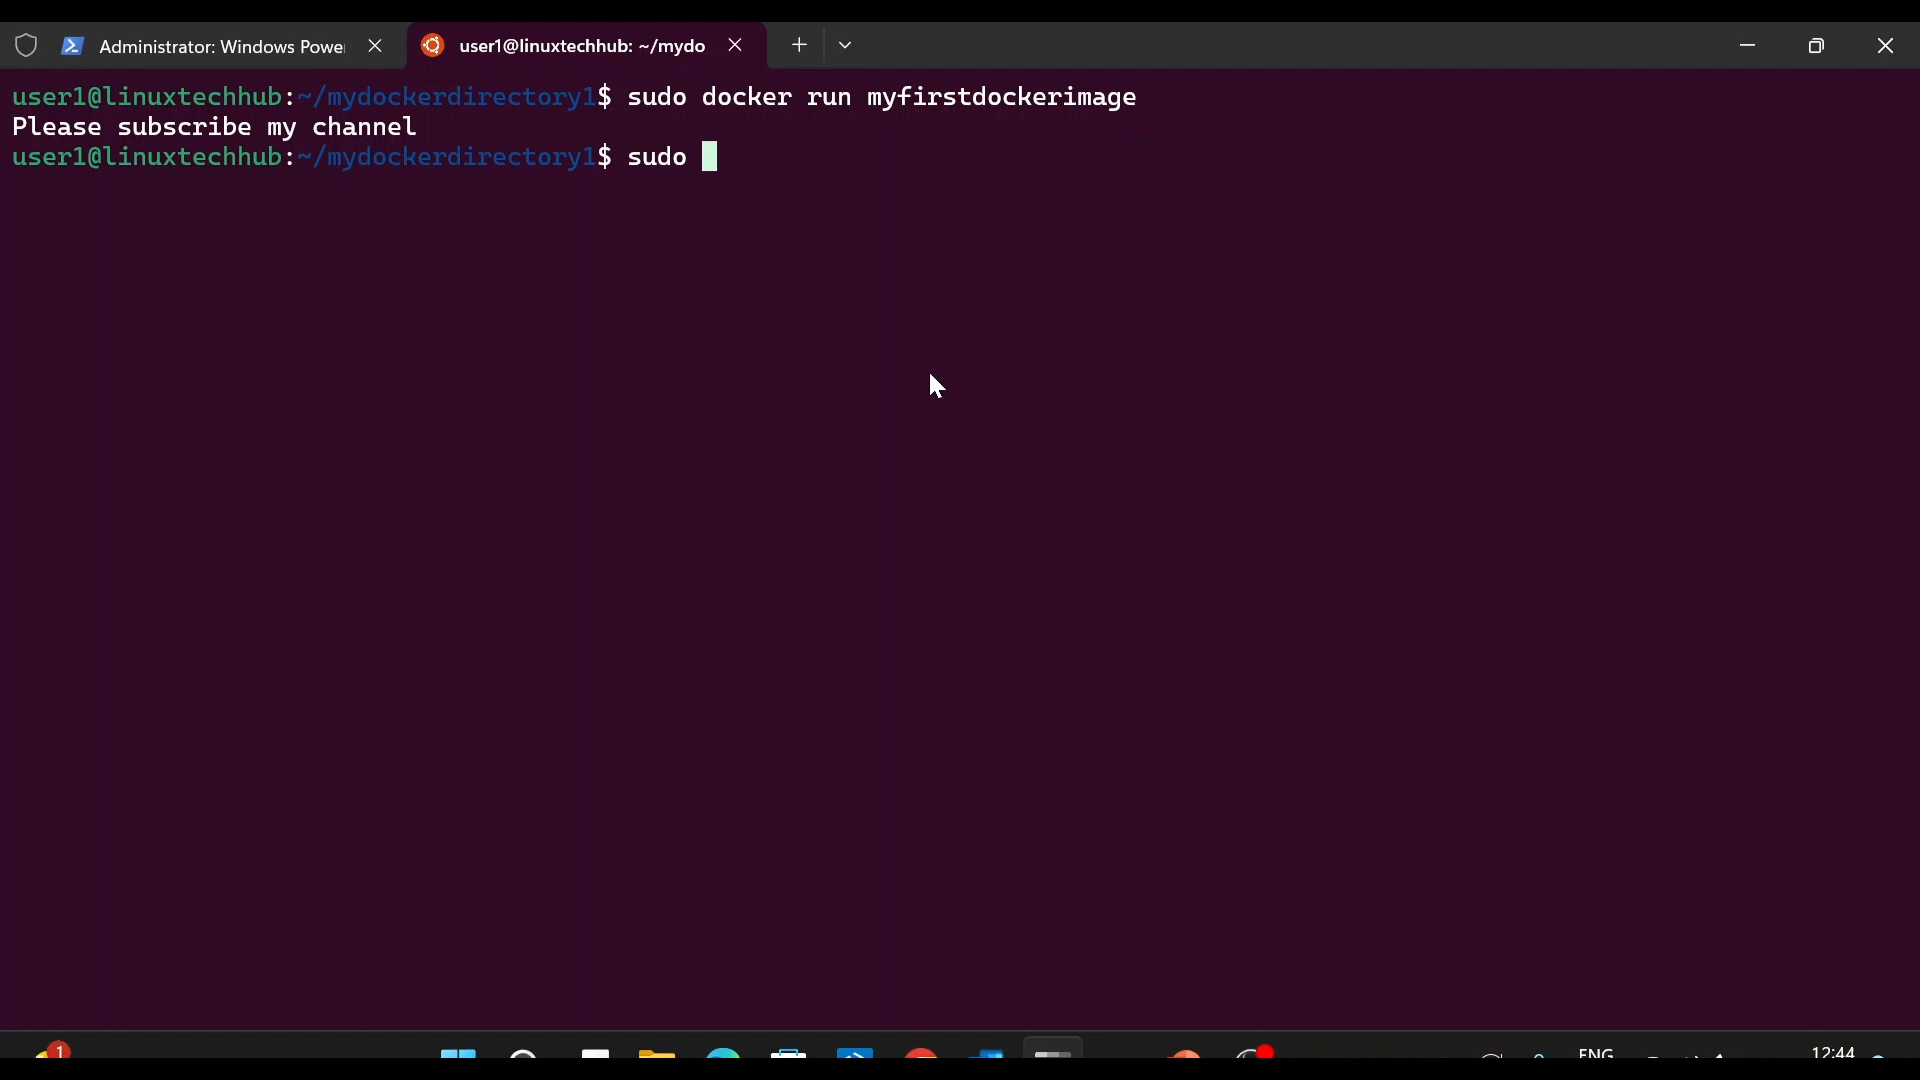 Administrator: Windows Powe
user1@linuxtechhub: ~/mydo
user1@linuxtechhub:~/mydockerdirectory1$ sudo docker run myfirstdockerimage
Please subscribe my channel
user1@linuxtechhub:~/mydockerdirectory1$ sudo
1
ENG
12:44